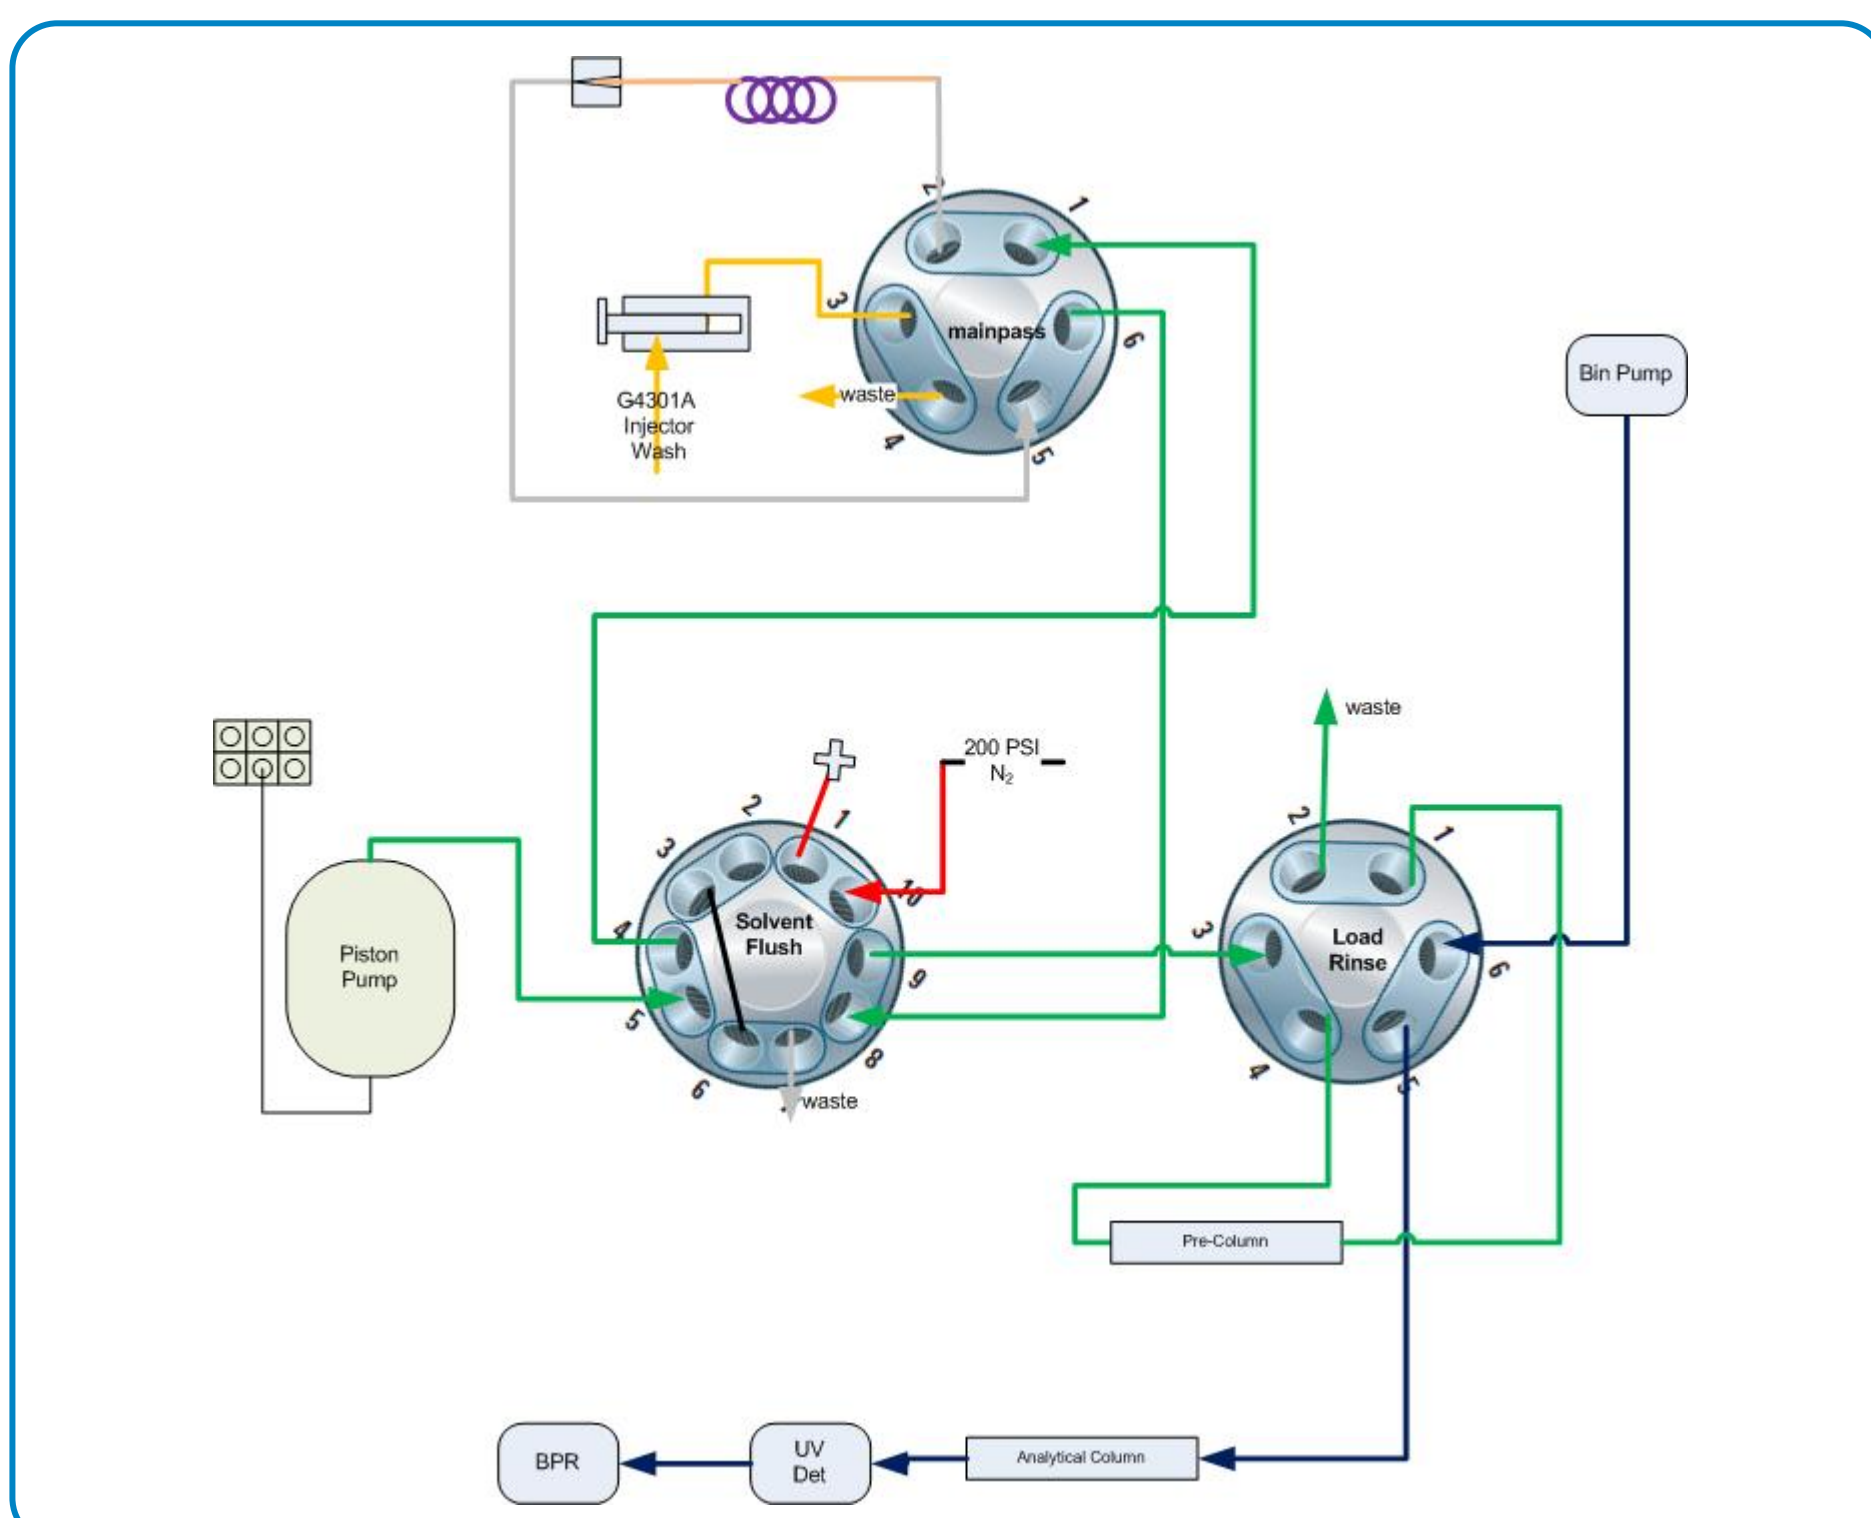 2
1
3
mainpass
6
waste
4
5
G4301A
Injector
Wash
Bin Pump
waste
200 PSI
N₂
2
1
3
10
Solvent
Flush
4
9
5
8
6
waste
Piston
Pump
2
1
3
Load
Rinse
6
4
5
Pre-Column
BPR
UV
Det
Analytical Column